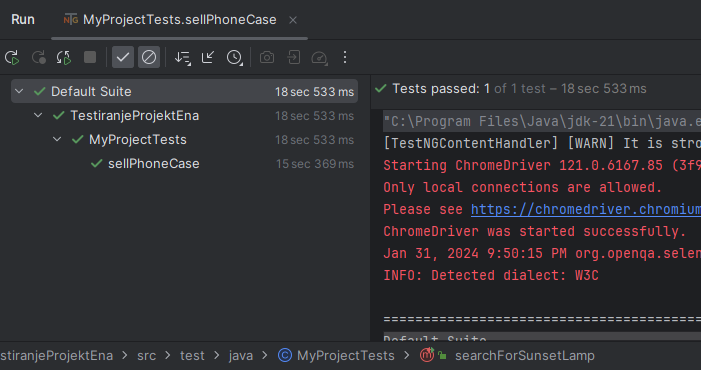 Run MyProjectTests.sellPhoneCase
Default Suite 18 sec 533 ms
TestiranjeProjektEna 18 sec 533 ms
MyProjectTests 18 sec 533 ms
sellPhoneCase 15 sec 369 ms
Tests passed: 1 of 1 test – 18 sec 533 ms
"C:\Program Files\Java\jdk-21\bin\java.e
[TestNGContentHandler] [WARN] It is stro
Starting ChromeDriver 121.0.6167.85 (3f9
Only local connections are allowed.
Please see https://chromedriver.chromium
ChromeDriver was started successfully.
Jan 31, 2024 9:50:15 PM org.openqa.selen
INFO: Detected dialect: W3C
===========================================
Default Suite
stiranjeProjektEna > src > test > java > MyProjectTests > searchForSunsetLamp